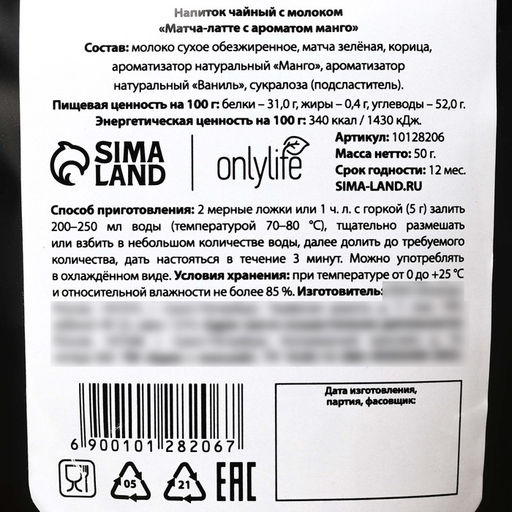 Напиток чайный с молоком
«Матча-латте с ароматом манго»
Состав: молоко сухое обезжиренное, матча зелёная, корица,
ароматизатор натуральный «Манго», ароматизатор
натуральный «Ваниль», сукралоза (подсластитель).
Пищевая ценность на 100 г: белки – 31,0 г, жиры – 0,4 г, углеводы – 52,0 г.
Энергетическая ценность на 100 г: 340 ккал / 1430 кДж.
SIMA LAND
onlylife
Артикул: 10128206
Масса нетто: 50 г.
Срок годности: 12 мес.
SIMA-LAND.RU
Способ приготовления: 2 мерные ложки или 1 ч. л. с горкой (5 г) залить
200–250 мл воды (температурой 70–80 °C), тщательно размешать
или взбить в небольшом количестве воды, далее долить до требуемого
количества, дать настояться в течение 3 минут. Можно употреблять
в охлаждённом виде. Условия хранения: при температуре от 0 до +25 °C
и относительной влажности не более 85 %. Изготовитель:
Дата изготовления,
партия, фасовщик:
6 900101 282067
05
21
EAC